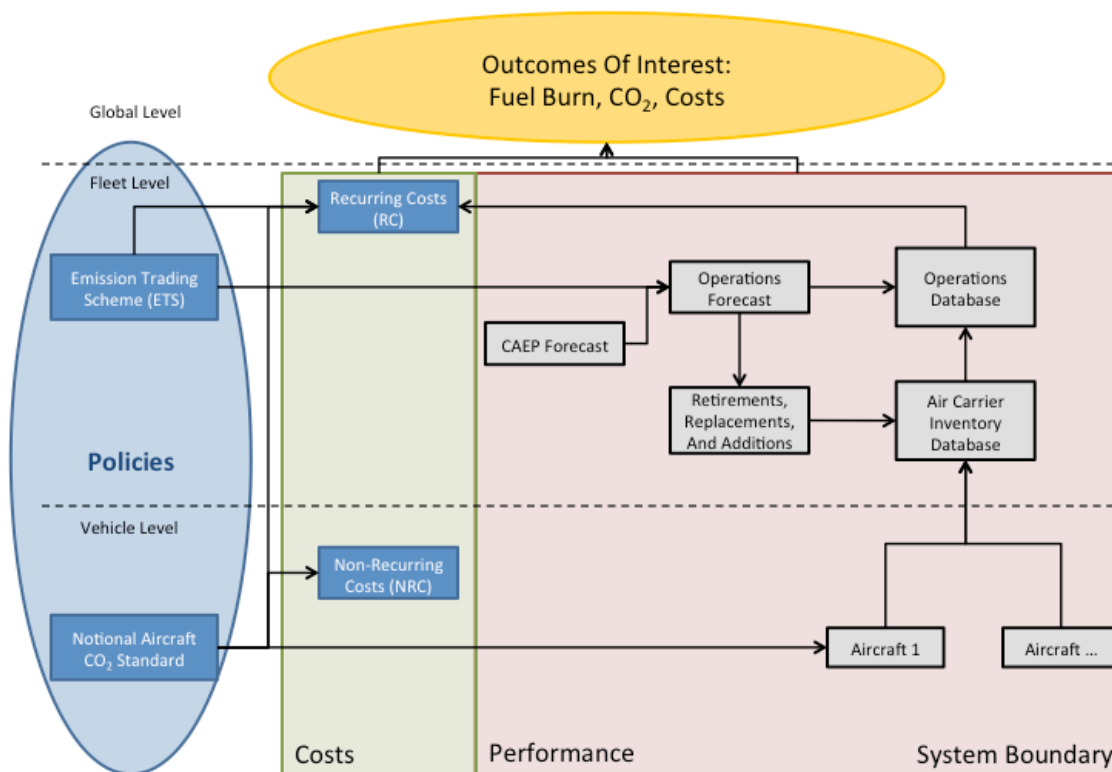 Outcomes Of Interest:
Fuel Burn, CO₂, Costs
Global Level
Fleet Level
Recurring Costs
(RC)
Emission Trading
Scheme (ETS)
Operations
Forecast
Operations
Database
CAEP Forecast
Retirements,
Replacements,
And Additions
Air Carrier
Inventory
Database
Policies
Vehicle Level
Non-Recurring
Costs (NRC)
Notional Aircraft
CO₂ Standard
Aircraft 1
Aircraft ...
Costs
Performance
System Boundary